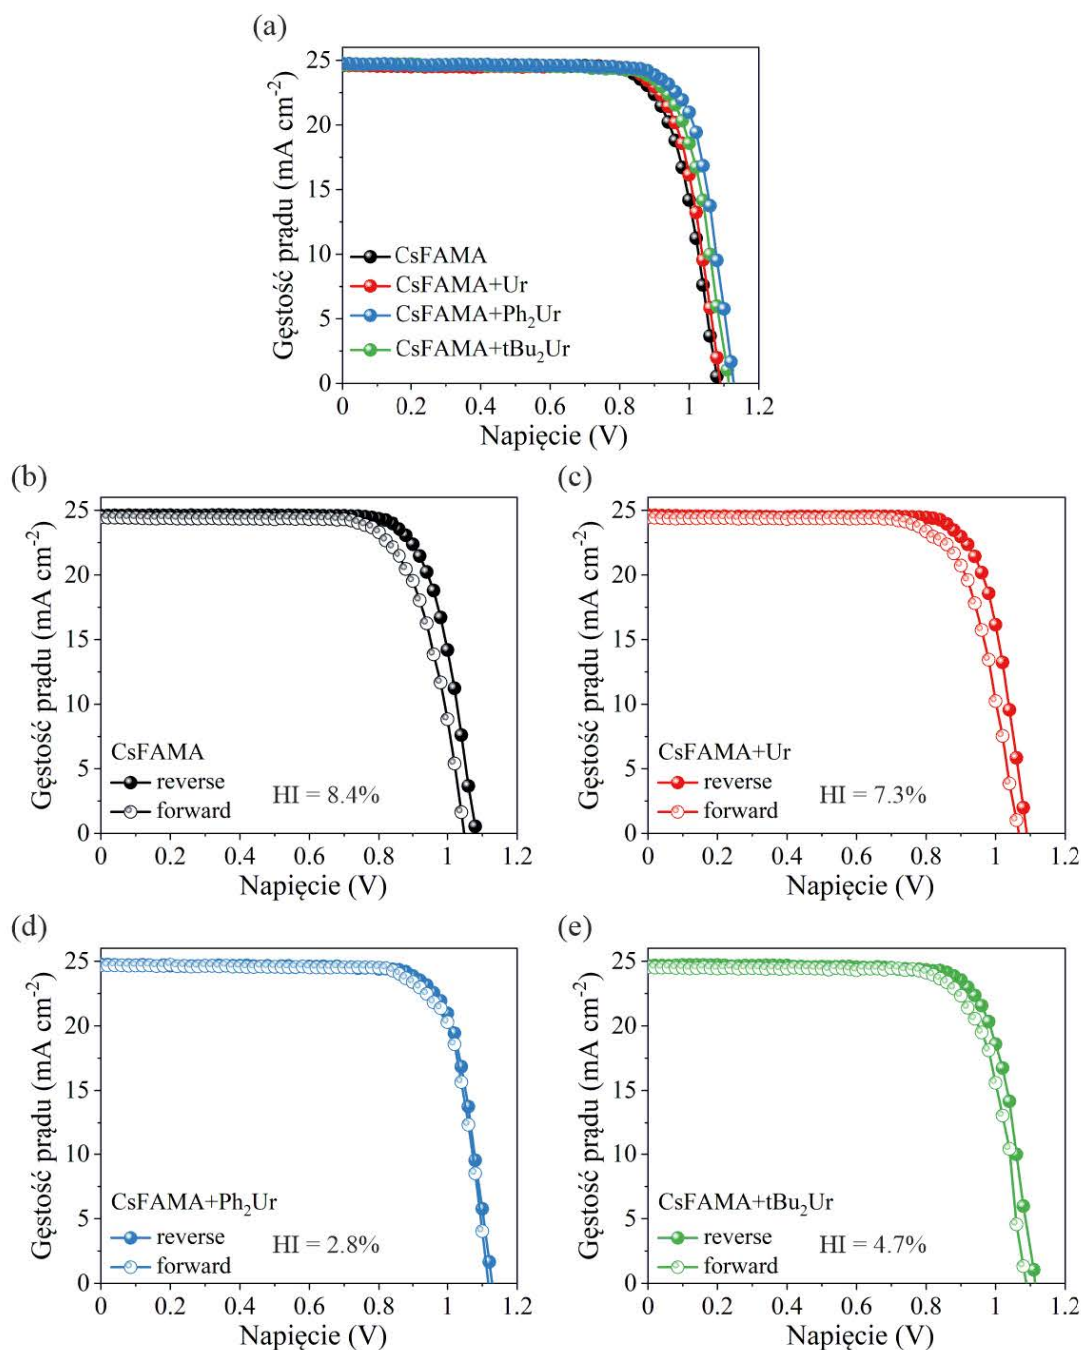 (a)
Gęstość prądu (mA cm⁻²)
25
20
15
10
5
0
CsFAMA
CsFAMA+Ur
CsFAMA+Ph₂Ur
CsFAMA+tBu₂Ur
0 0.2 0.4 0.6 0.8 1 1.2
Napięcie (V)
(b)
Gęstość prądu (mA cm⁻²)
25
20
15
10
5
0
CsFAMA
reverse
forward
HI = 8.4%
0 0.2 0.4 0.6 0.8 1 1.2
Napięcie (V)
(c)
Gęstość prądu (mA cm⁻²)
25
20
15
10
5
0
CsFAMA+Ur
reverse
forward
HI = 7.3%
0 0.2 0.4 0.6 0.8 1 1.2
Napięcie (V)
(d)
Gęstość prądu (mA cm⁻²)
25
20
15
10
5
0
CsFAMA+Ph₂Ur
reverse
forward
HI = 2.8%
0 0.2 0.4 0.6 0.8 1 1.2
Napięcie (V)
(e)
Gęstość prądu (mA cm⁻²)
25
20
15
10
5
0
CsFAMA+tBu₂Ur
reverse
forward
HI = 4.7%
0 0.2 0.4 0.6 0.8 1 1.2
Napięcie (V)